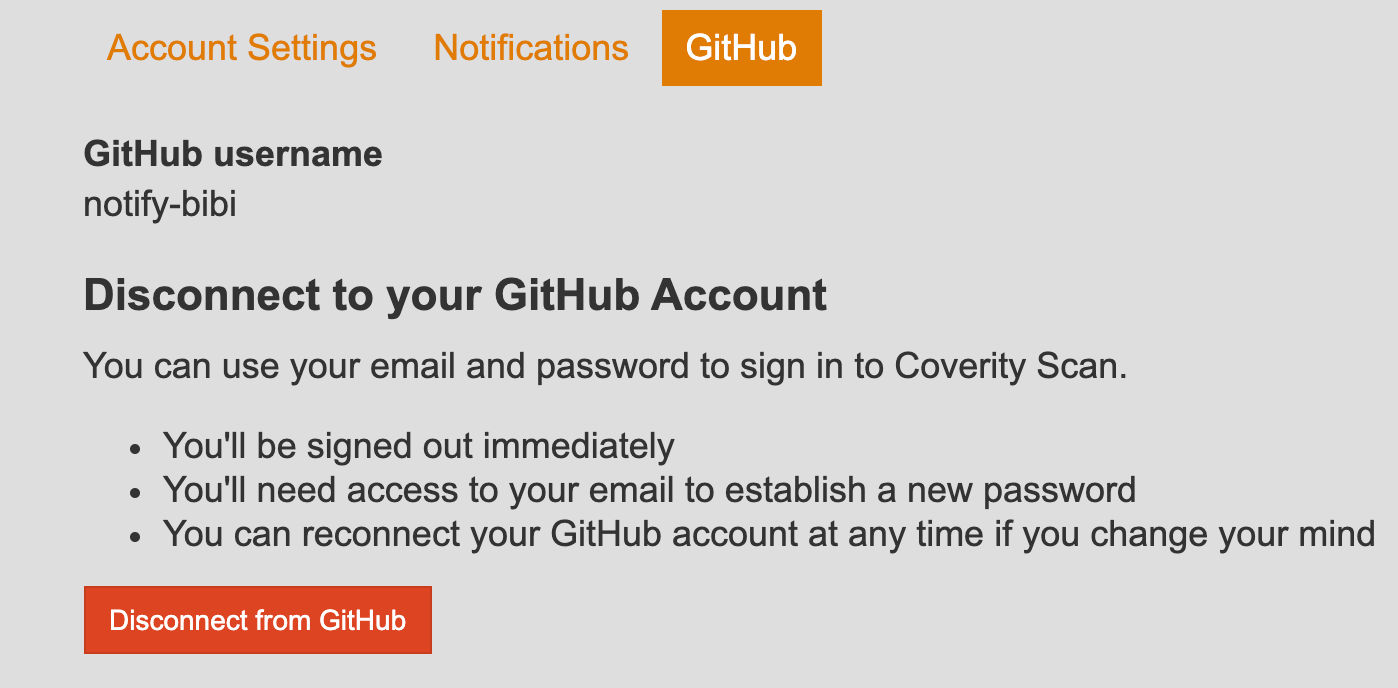 Account Settings Notifications GitHub
GitHub username
notify-bibi
Disconnect to your GitHub Account
You can use your email and password to sign in to Coverity Scan.
• You'll be signed out immediately
• You'll need access to your email to establish a new password
• You can reconnect your GitHub account at any time if you change your mind
Disconnect from GitHub